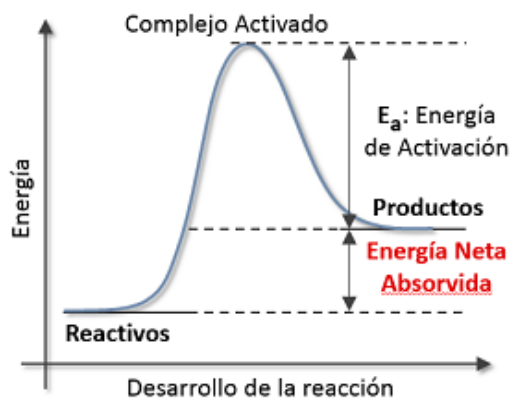 Complejo Activado
Energía
Ea: Energía
de Activación
Productos
Energía Neta
Absorvida
Reactivos
Desarrollo de la reacción